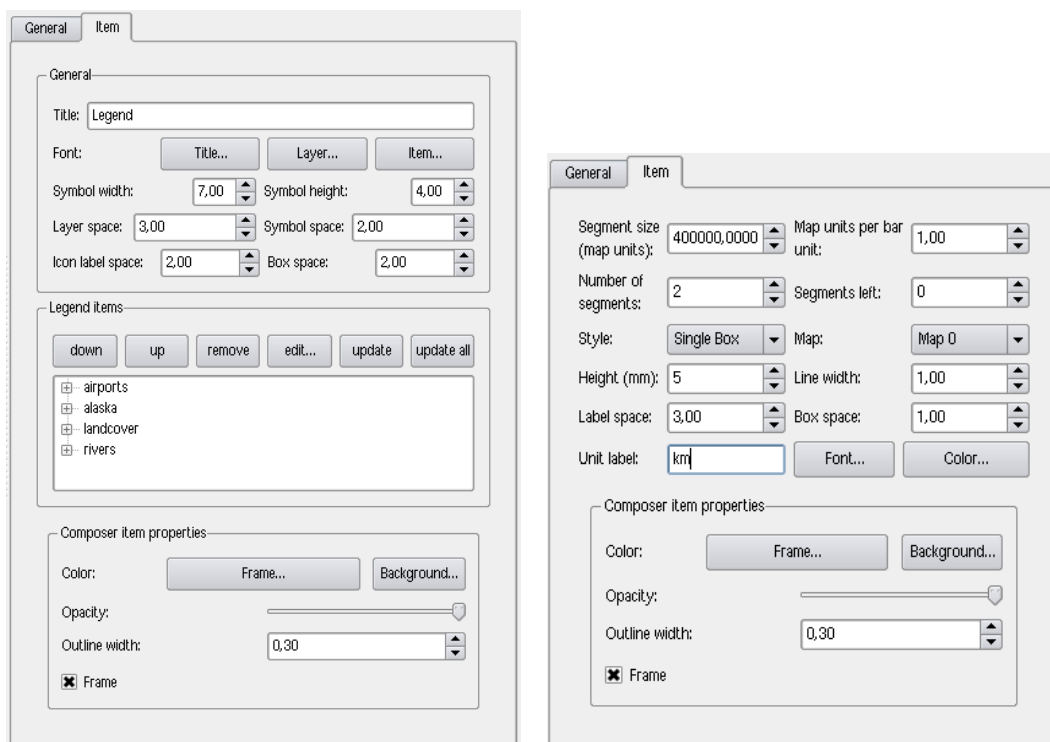 General Item
General
Title: Legend
Font: Title... Layer... Item...
Symbol width: 7,00 Symbol height: 4,00
Layer space: 3,00 Symbol space: 2,00
Icon label space: 2,00 Box space: 2,00
Legend items
down up remove edit... update update all
airports
alaska
landcover
rivers
Composer item properties
Color: Frame... Background...
Opacity:
Outline width: 0,30
Frame
General Item
Segment size (map units): 400000,0000 Map units per bar unit: 1,00
Number of segments: 2 Segments left: 0
Style: Single Box Map: Map 0
Height (mm): 5 Line width: 1,00
Label space: 3,00 Box space: 1,00
Unit label: km Font... Color...
Composer item properties
Color: Frame... Background...
Opacity:
Outline width: 0,30
Frame